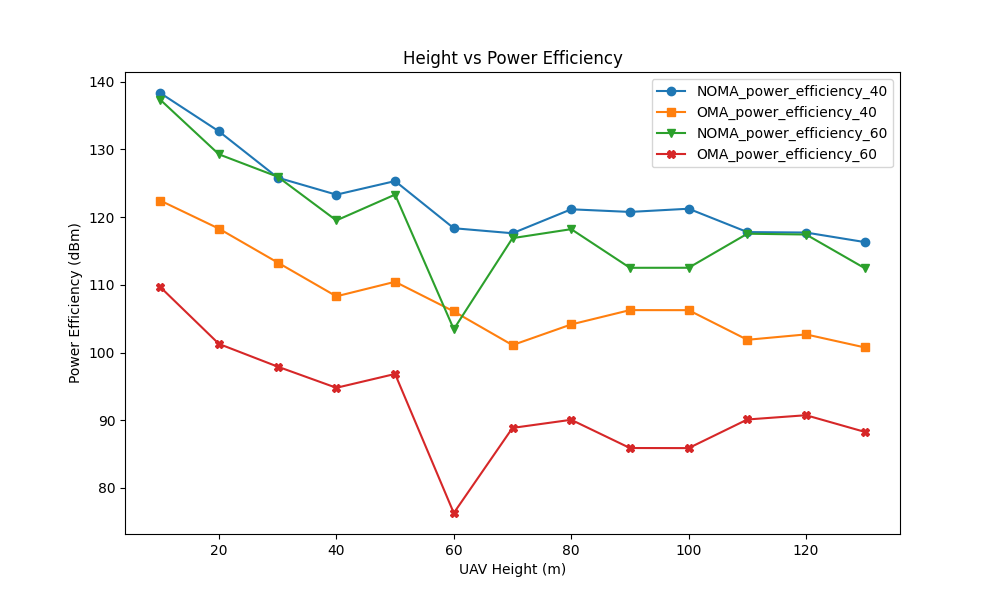 Height vs Power Efficiency
NOMA_power_efficiency_40
OMA_power_efficiency_40
NOMA_power_efficiency_60
OMA_power_efficiency_60
Power Efficiency (dBm)
140
130
120
110
100
90
80
20 40 60 80 100 120
UAV Height (m)